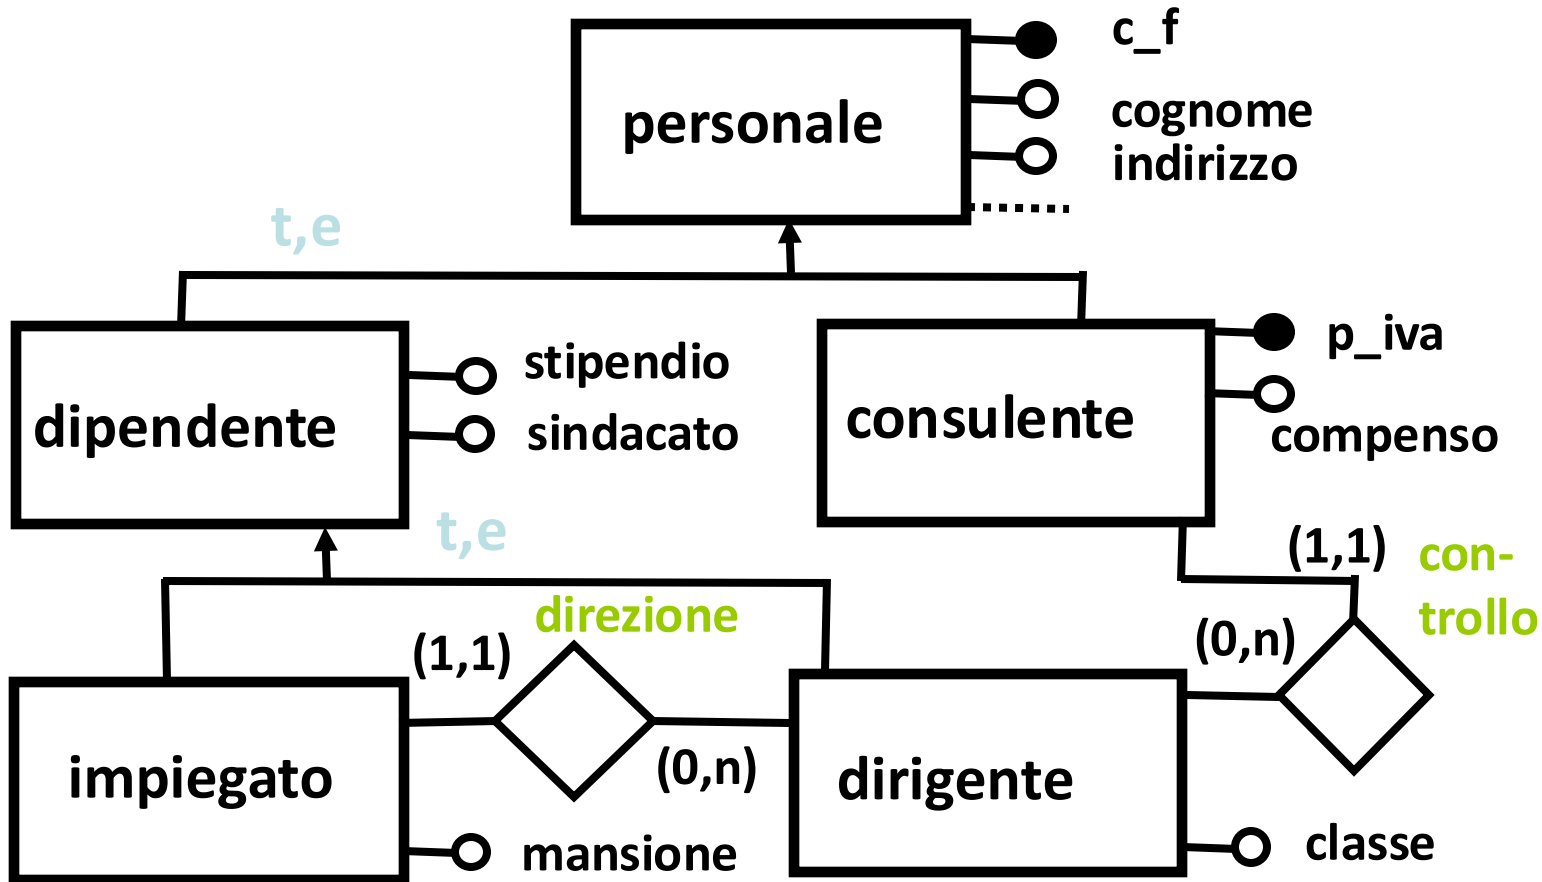 c_f
personale
cognome
indirizzo
t,e
stipendio
p_iva
dipendente
sindacato
consulente
compenso
t,e
(1,1)
con-
trollo
direzione
(1,1)
(0,n)
impiegato
(0,n)
dirigente
mansione
classe